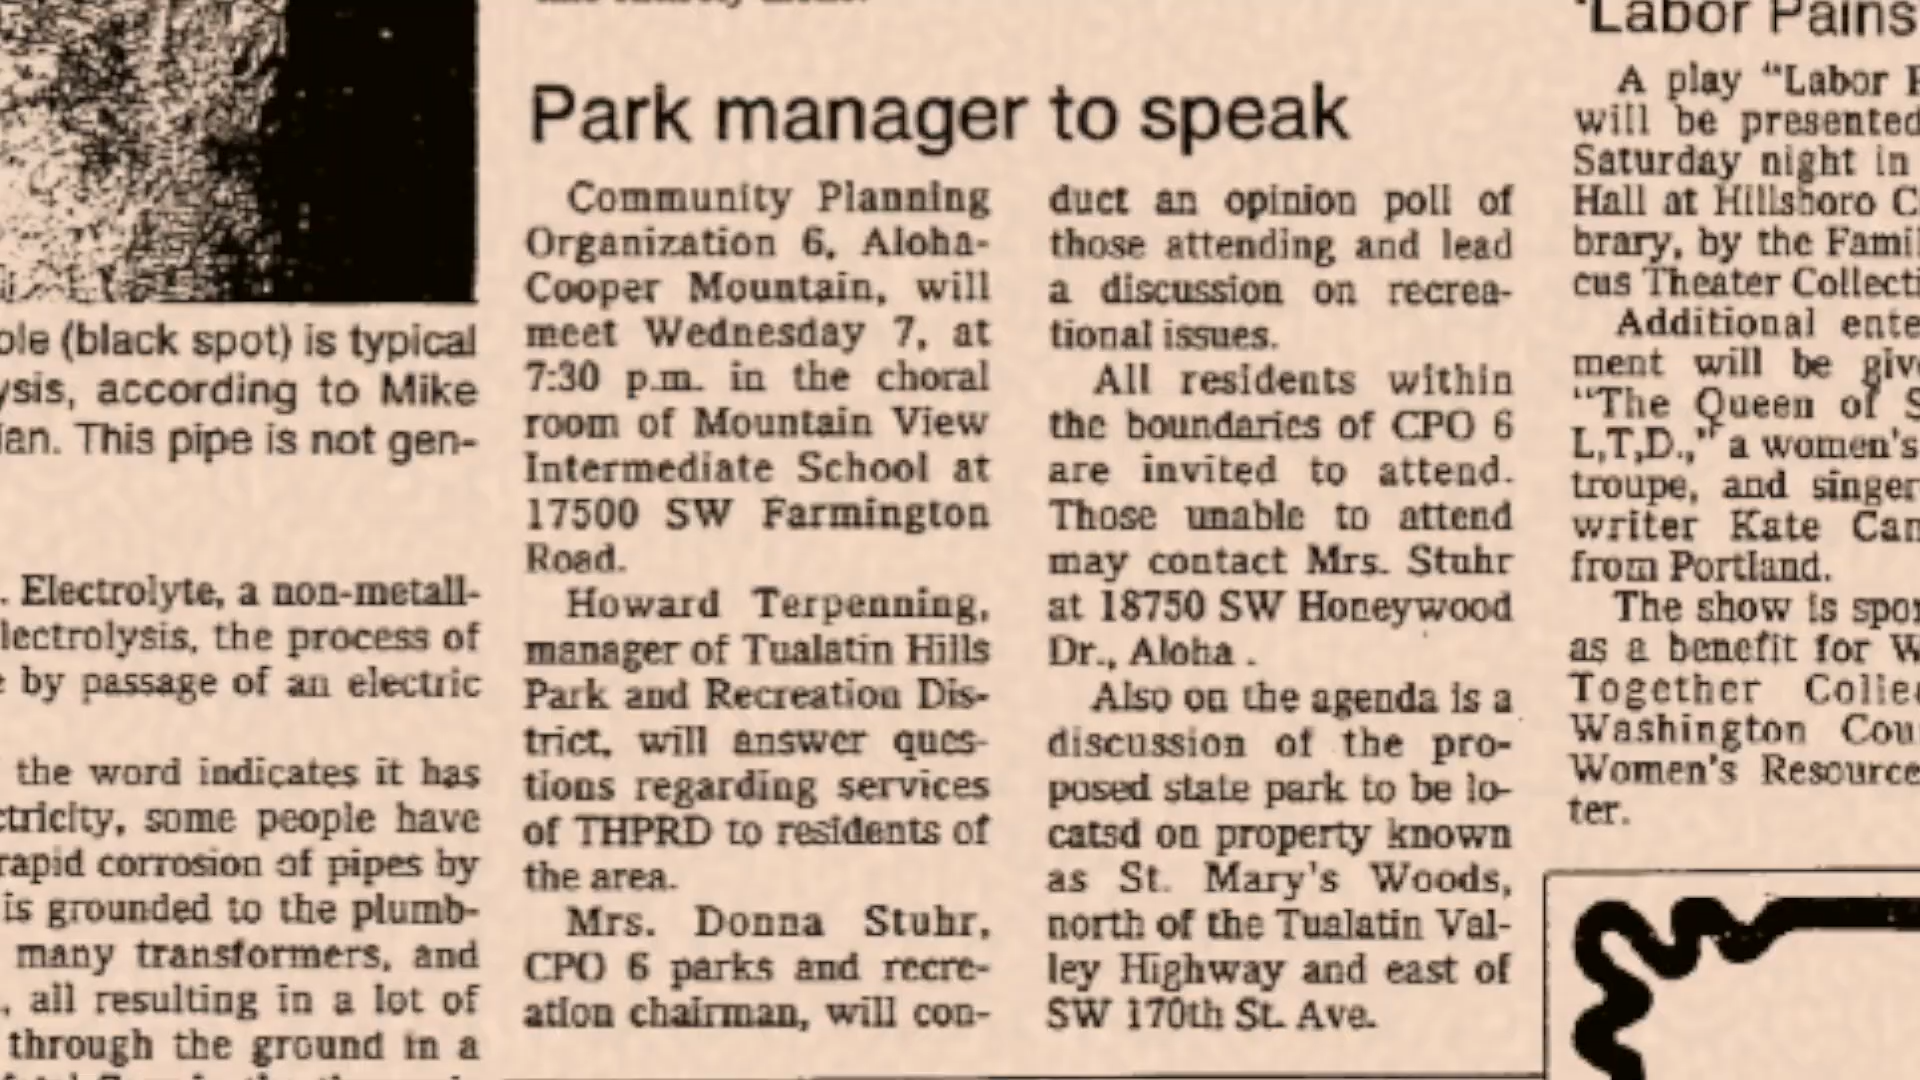 ole (black spot) is typical
ysis, according to Mike
ian. This pipe is not gen-
. Electrolyte, a non-metall-
lectrolysis, the process of
e by passage of an electric
the word indicates it has
ctricity, some people have
rapid corrosion of pipes by
is grounded to the plumb-
many transformers, and
, all resulting in a lot of
through the ground in a
Park manager to speak
Community Planning
Organization 6, Aloha-
Cooper Mountain, will
meet Wednesday 7, at
7:30 p.m. in the choral
room of Mountain View
Intermediate School at
17500 SW Farmington
Road.
Howard Terpenning,
manager of Tualatin Hills
Park and Recreation Dis-
trict, will answer ques-
tions regarding services
of THPRD to residents of
the area.
Mrs. Donna Stuhr,
CPO 6 parks and recre-
ation chairman, will con-
duct an opinion poll of
those attending and lead
a discussion on recrea-
tional issues.
All residents within
the boundaries of CPO 6
are invited to attend.
Those unable to attend
may contact Mrs. Stuhr
at 18750 SW Honeywood
Dr., Aloha .
Also on the agenda is a
discussion of the pro-
posed state park to be lo-
catsd on property known
as St. Mary's Woods,
north of the Tualatin Val-
ley Highway and east of
SW 170th St. Ave.
'Labor Pains
A play "Labor P
will be presented
Saturday night in
Hall at Hillsboro C
brary, by the Famil
cus Theater Collecti
Additional ente
ment will be giv
"The Queen of S
L,T,D.," a women's
troupe, and singer
writer Kate Can
from Portland.
The show is spo
as a benefit for W
Together Colle
Washington Cou
Women's Resource
ter.